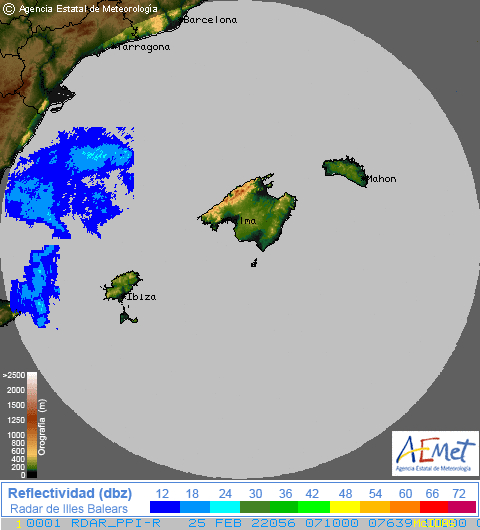 © Agencia Estatal de Meteorología
Barcelona
Tarragona
Mahon
lma
Ibiza
>2500
2000
1500
1000
800
600
400
200
0
Orografía (m)
AEMet
Agencia Estatal de Meteorología
Reflectividad (dbz)
Radar de Illes Balears
12 18 24 30 36 42 48 54 60 66 72
1 0001 RDAR_PPI-R 25 FEB 22056 071000 07639